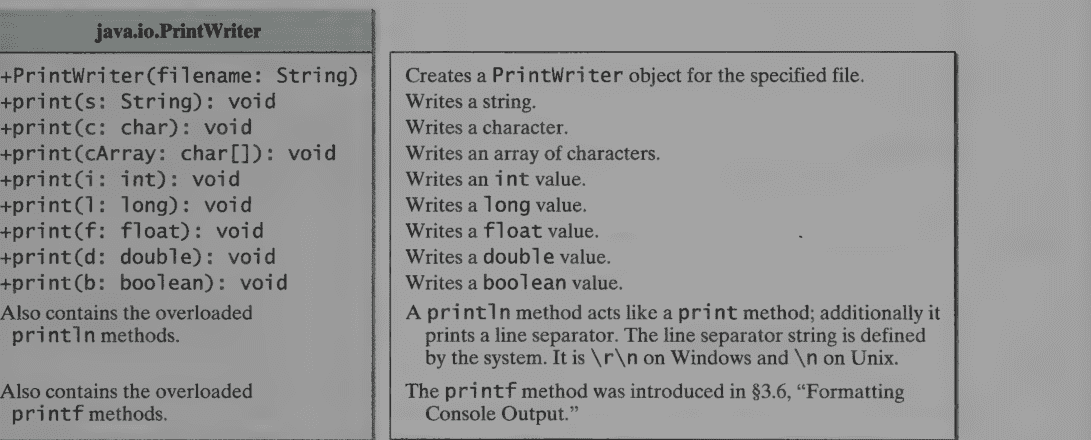 java.io.PrintWriter
+PrintWriter(filename: String)
Creates a PrintWriter object for the specified file.
+print(s: String): void
Writes a string.
+print(c: char): void
Writes a character.
+print(cArray: char[]): void
Writes an array of characters.
+print(i: int): void
Writes an int value.
+print(l: long): void
Writes a long value.
+print(f: float): void
Writes a float value.
+print(d: double): void
Writes a double value.
+print(b: boolean): void
Writes a boolean value.
Also contains the overloaded
println methods.
A println method acts like a print method; additionally it
prints a line separator. The line separator string is defined
by the system. It is \r\n on Windows and \n on Unix.
Also contains the overloaded
printf methods.
The printf method was introduced in §3.6, “Formatting
Console Output.”